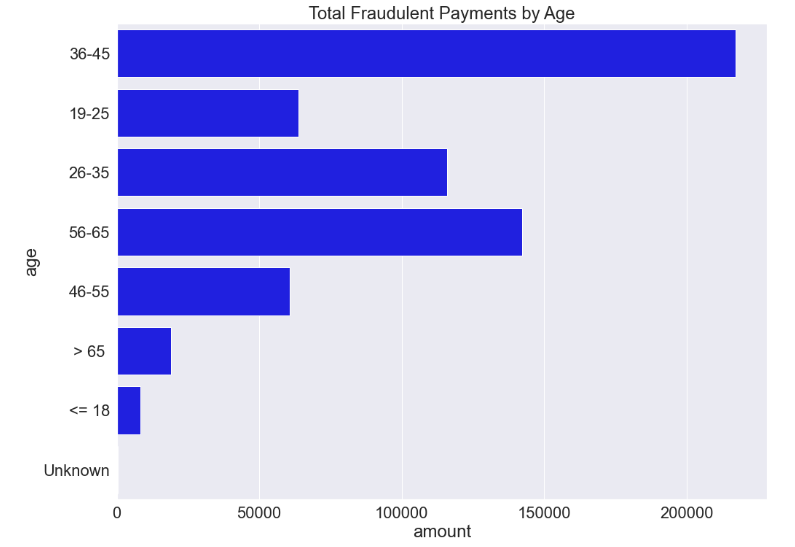 Total Fraudulent Payments by Age
36-45
19-25
26-35
56-65
46-55
> 65
<= 18
Unknown
age
0 50000 100000 150000 200000
amount